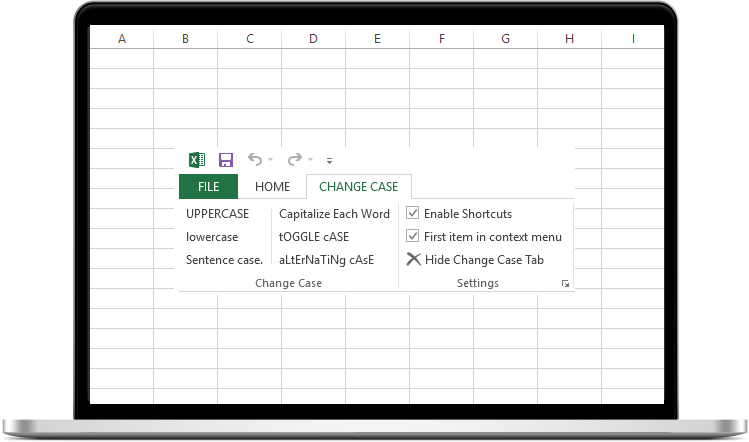 A B C D E F G H I
FILE HOME CHANGE CASE
UPPERCASE Capitalize Each Word Enable Shortcuts
lowercase tOGGLE cASE First item in context menu
Sentence case. aLtErNaTiNg cAsE Hide Change Case Tab
Change Case Settings